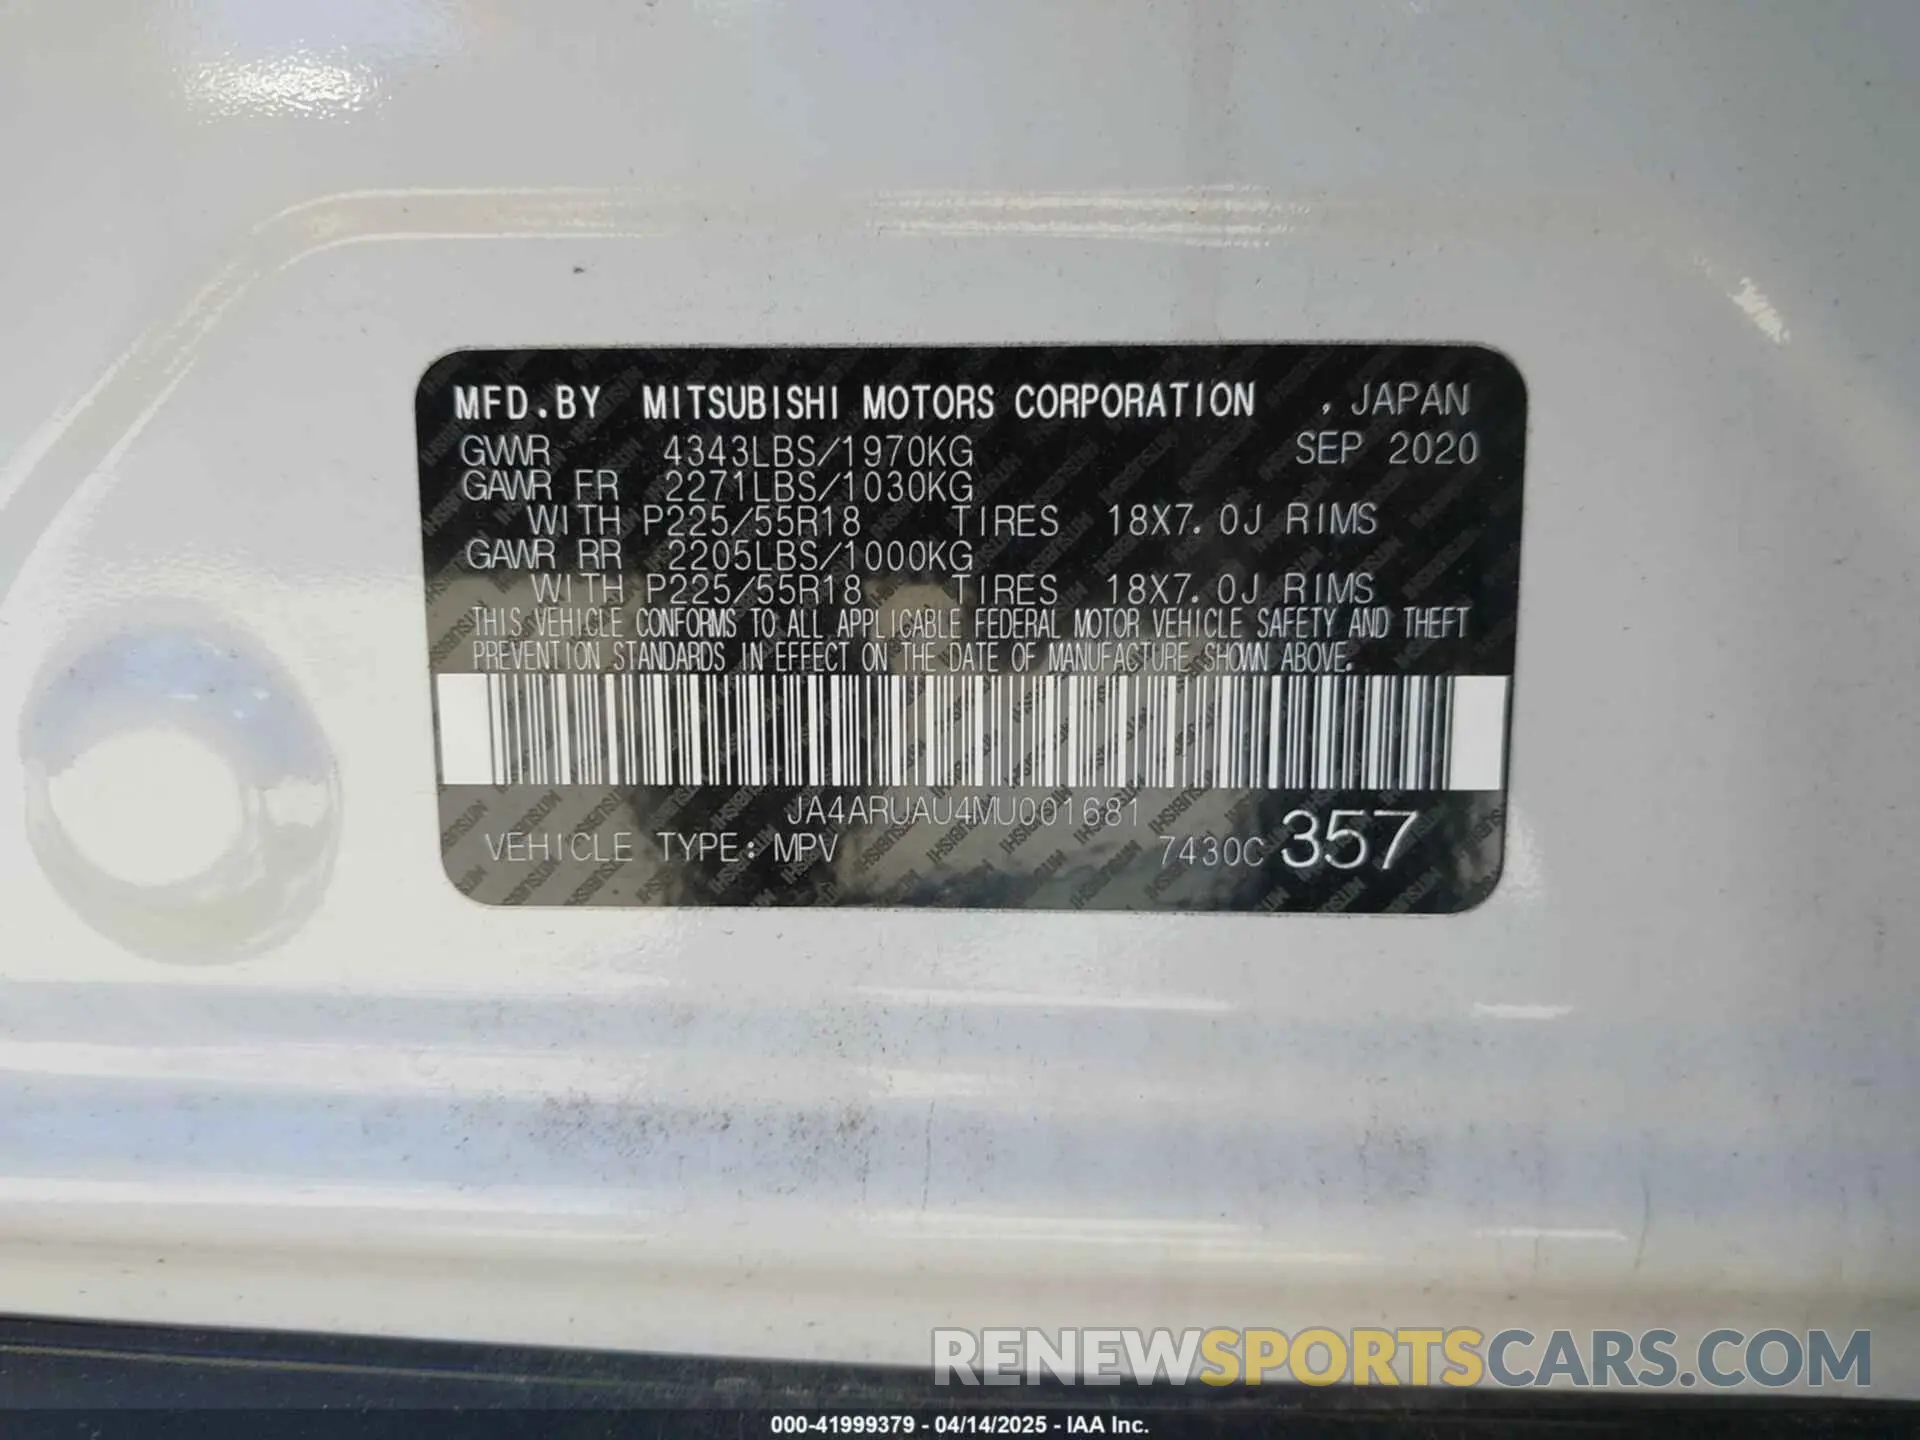 MFD.BY MITSUBISHI MOTORS CORPORATION , JAPAN
GVWR 4343LBS/1970KG SEP 2020
GAWR FR 2271LBS/1030KG
WITH P225/55R18 TIRES 18X7.0J RIMS
GAWR RR 2205LBS/1000KG
WITH P225/55R18 TIRES 18X7.0J RIMS
THIS VEHICLE CONFORMS TO ALL APPLICABLE FEDERAL MOTOR VEHICLE SAFETY AND THEFT
PREVENTION STANDARDS IN EFFECT ON THE DATE OF MANUFACTURE SHOWN ABOVE.
JA4ARUAU4MU001681
VEHICLE TYPE: MPV 7430C 357
RENEWSPORTSCARS.COM
000-41999379 - 04/14/2025 - IAA Inc.